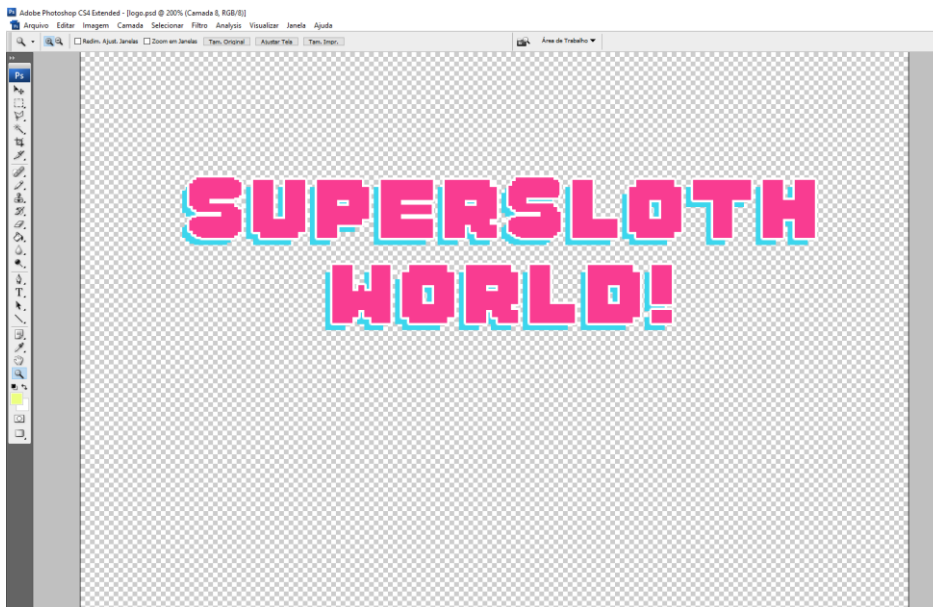 Adobe Photoshop CS4 Extended - [logo.psd @ 200% (Camada 8, RGB/8)]
Arquivo Editar Imagem Camada Selecionar Filtro Analysis Visualizar Janela Ajuda
Redim. Ajust. Janelas Zoom em Janelas Tam. Original Ajustar Tela Tam. Impr. Área de Trabalho
Ps
SUPERSLOTH
WORLD!